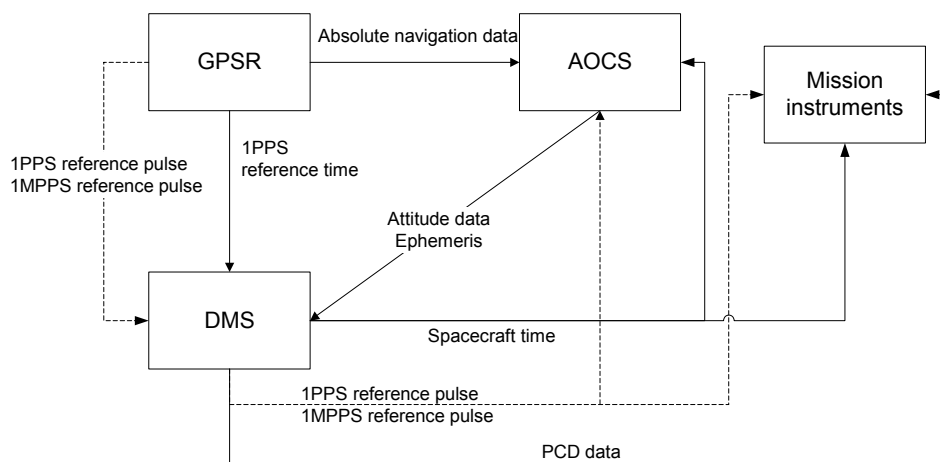 Absolute navigation data
GPSR
AOCS
Mission
instruments
1PPS reference pulse
1MPPS reference pulse
1PPS
reference time
Attitude data
Ephemeris
DMS
Spacecraft time
1PPS reference pulse
1MPPS reference pulse
PCD data